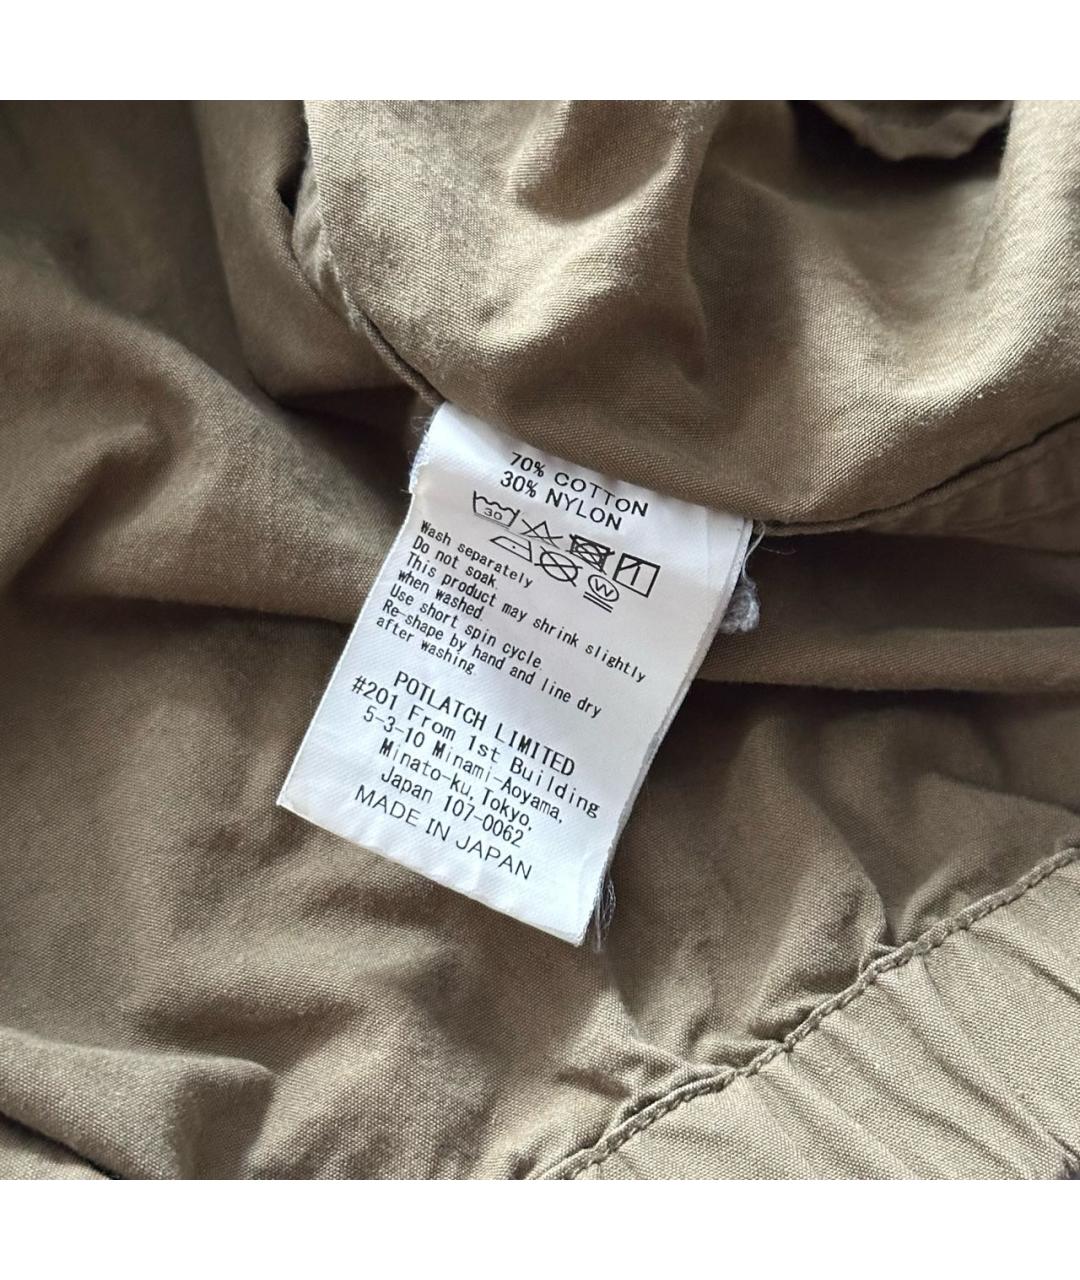 70% COTTON
30% NYLON
30
W
Wash separately
Do not soak.
This product may shrink slightly
when washed.
Use short spin cycle.
Re-shape by hand and line dry
after washing.
POTLATCH LIMITED
#201 From 1st Building
5-3-10 Minami-Aoyama,
Minato-ku, Tokyo,
Japan 107-0062
MADE IN JAPAN